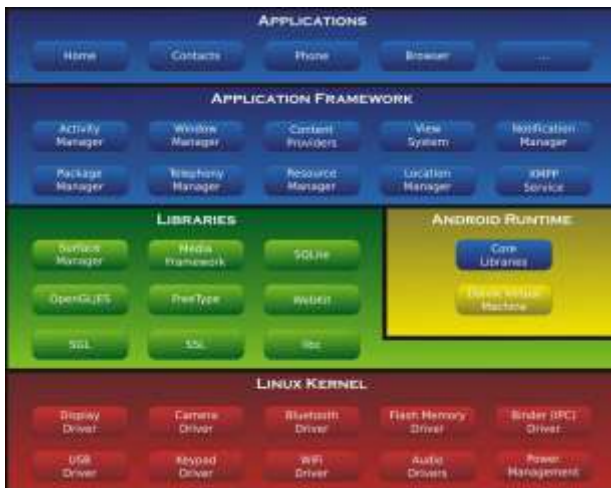 APPLICATIONS
Home Contacts Phone Browser ...
APPLICATION FRAMEWORK
Activity Manager
Window Manager
Content Providers
View System
Notification Manager
Package Manager
Telephony Manager
Resource Manager
Location Manager
XMPP Service
LIBRARIES
Surface Manager
Media Framework
SQLite
OpenGL|ES
FreeType
WebKit
SGL
SSL
libc
ANDROID RUNTIME
Core Libraries
Dalvik Virtual Machine
LINUX KERNEL
Display Driver
Camera Driver
Bluetooth Driver
Flash Memory Driver
Binder (IPC) Driver
USB Driver
Keypad Driver
WiFi Driver
Audio Drivers
Power Management